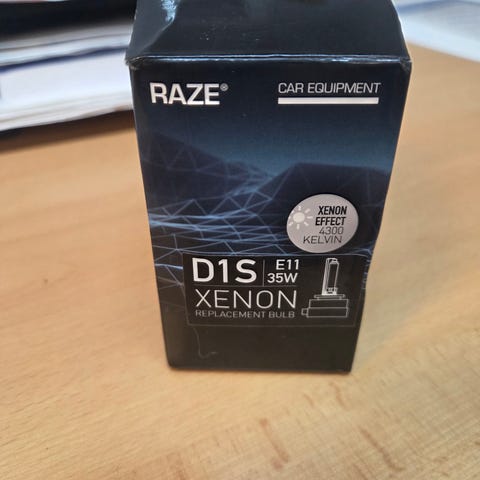 RAZE®
CAR EQUIPMENT
XENON
EFFECT
4300
KELVIN
D1S E11
35W
XENON
REPLACEMENT BULB